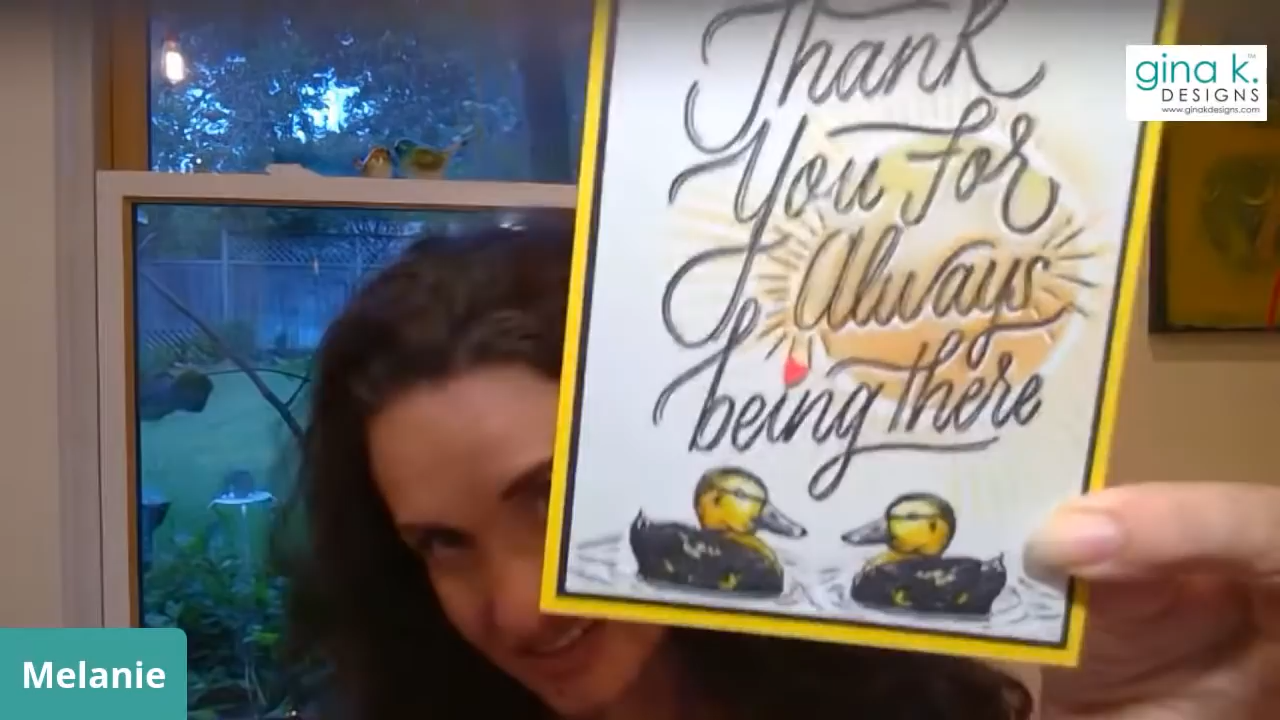 Thank
You for
Always
being there
gina k.
DESIGNS
www.ginakdesigns.com
Melanie